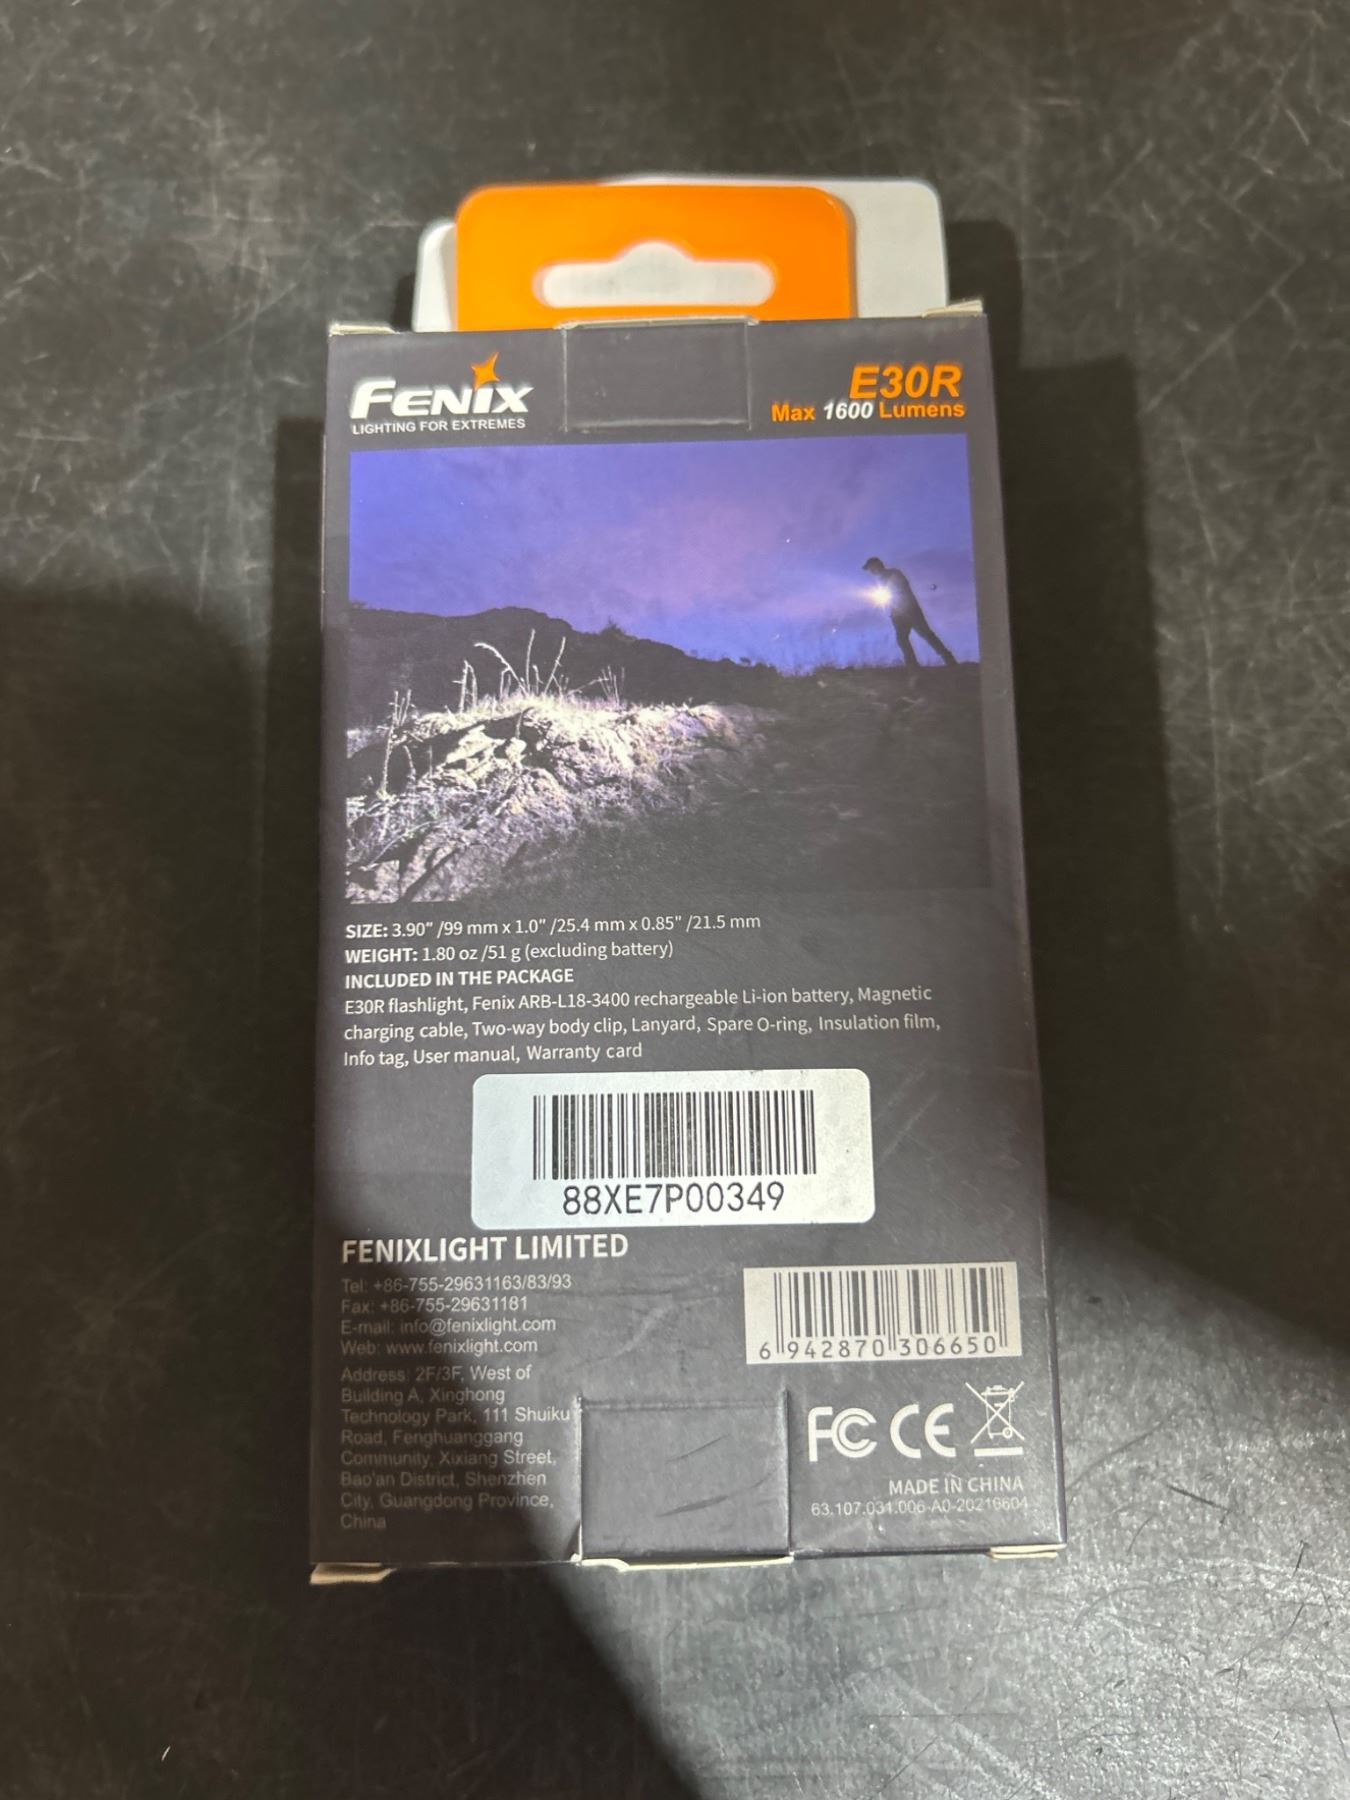 FENIX
LIGHTING FOR EXTREMES
E30R
Max 1600 Lumens
SIZE: 3.90" /99 mm x 1.0" /25.4 mm x 0.85" /21.5 mm
WEIGHT: 1.80 oz /51 g (excluding battery)
INCLUDED IN THE PACKAGE
E30R flashlight, Fenix ARB-L18-3400 rechargeable Li-ion battery, Magnetic
charging cable, Two-way body clip, Lanyard, Spare O-ring, Insulation film,
Info tag, User manual, Warranty card
88XE7P00349
FENIXLIGHT LIMITED
Tel: +86-755-29631163/83/93
Fax: +86-755-29631181
E-mail: info@fenixlight.com
Web: www.fenixlight.com
Address: 2F/3F, West of
Building A, Xinghong
Technology Park, 111 Shuiku
Road, Fenghuanggang
Community, Xixiang Street,
Bao'an District, Shenzhen
City, Guangdong Province,
China
6 942870 306650
FC CE
MADE IN CHINA
63.107.031.006-A0-20210604